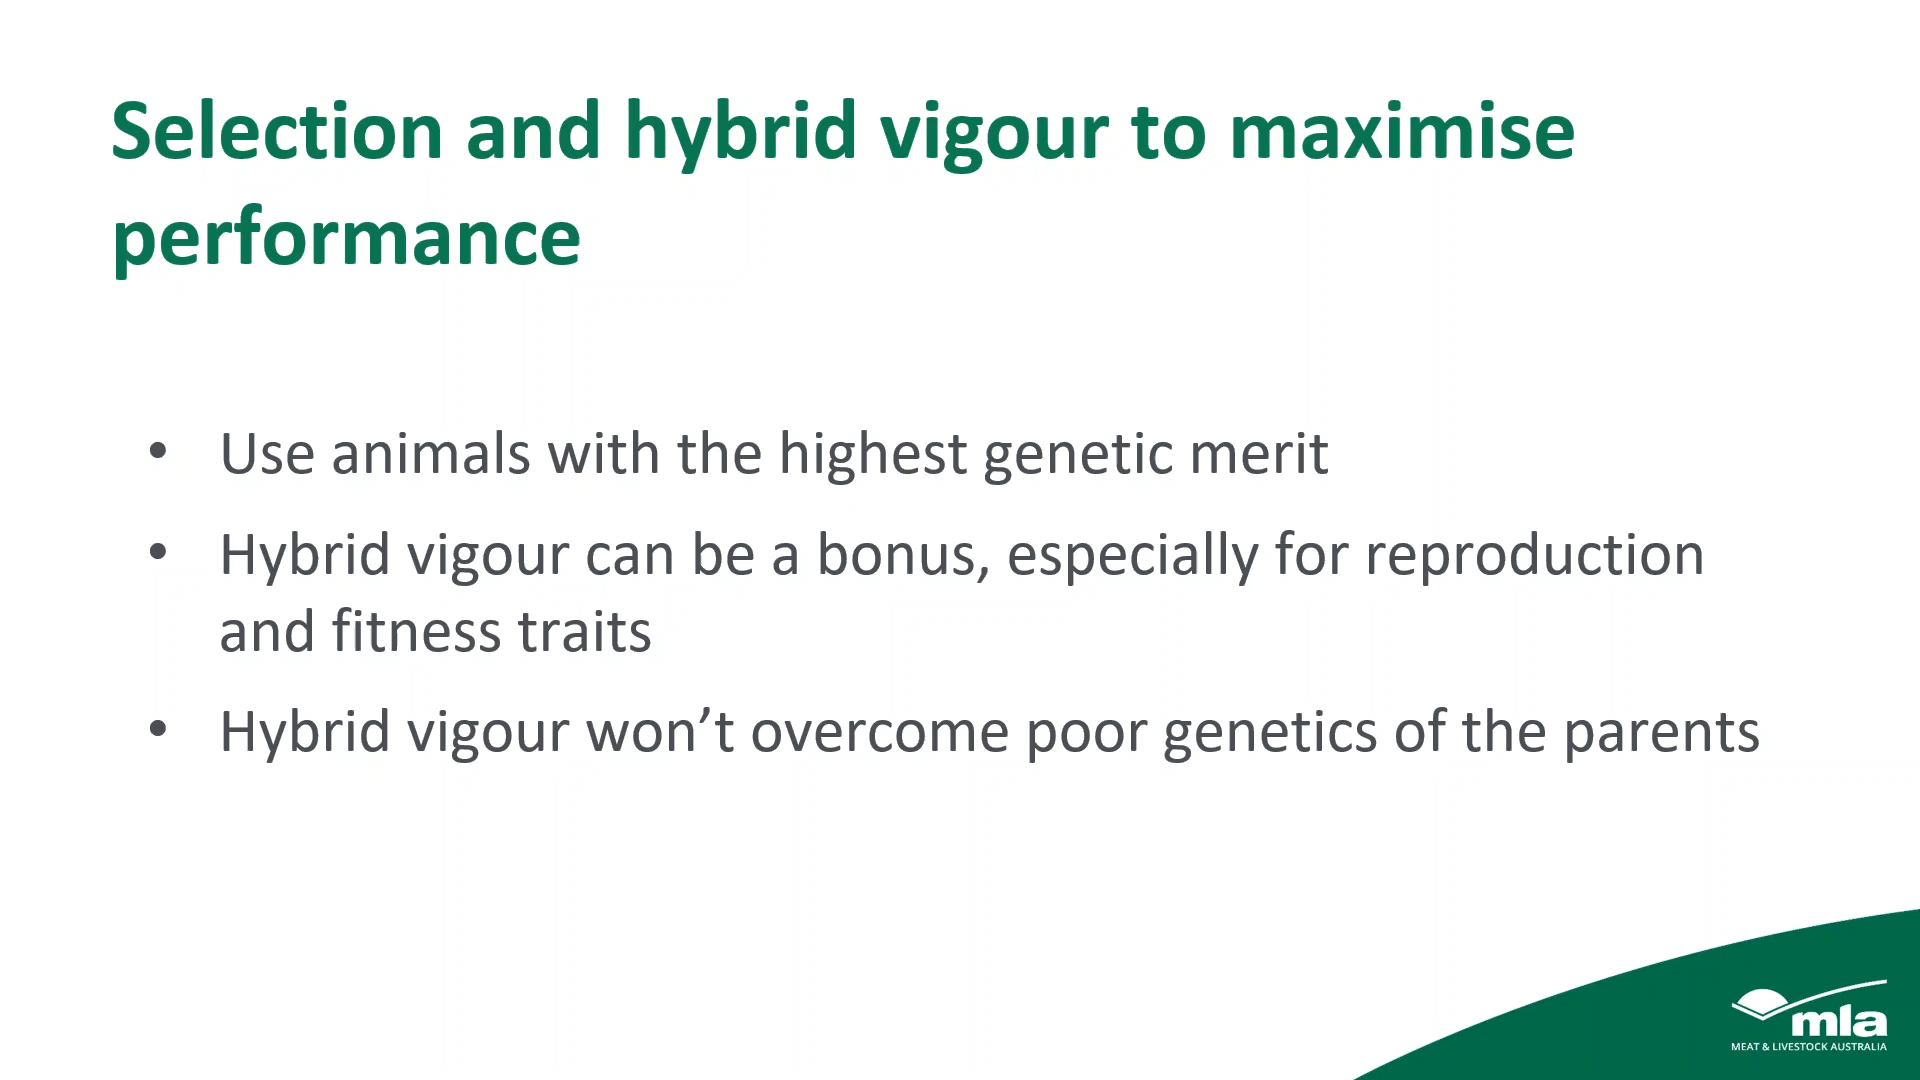 Selection and hybrid vigour to maximise
performance
• Use animals with the highest genetic merit
• Hybrid vigour can be a bonus, especially for reproduction
and fitness traits
• Hybrid vigour won’t overcome poor genetics of the parents
mla
MEAT & LIVESTOCK AUSTRALIA